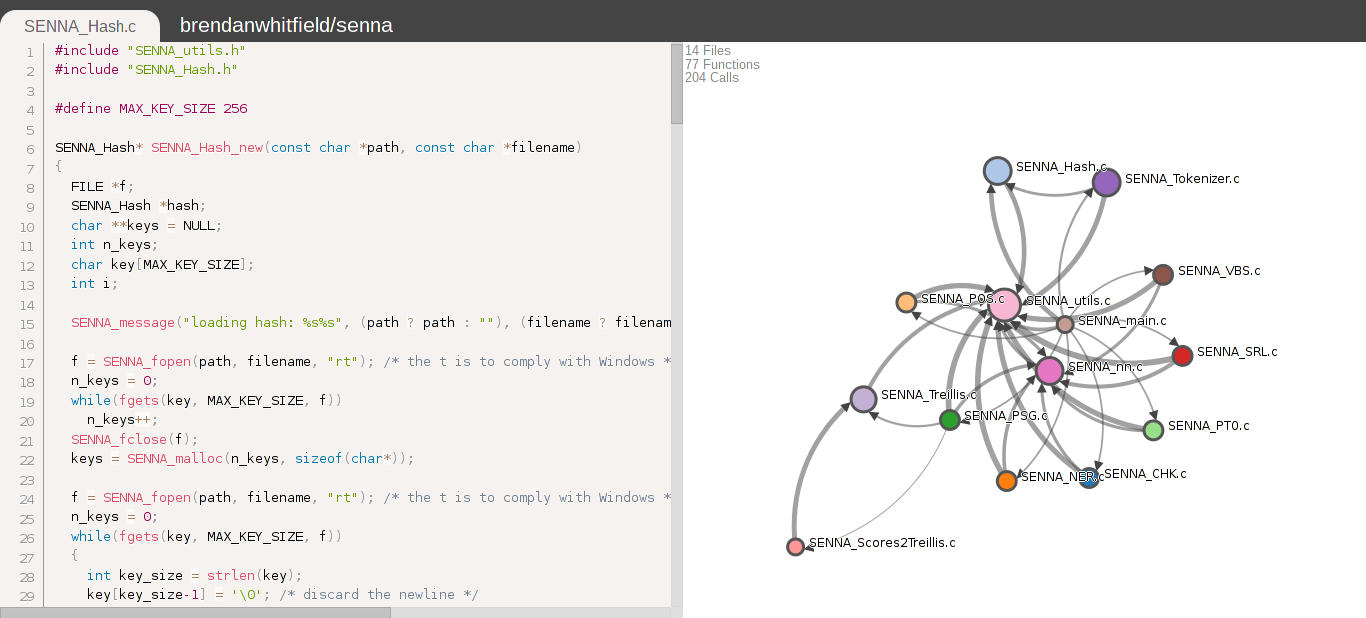 SENNA_Hash.c
brendanwhitfield/senna
1 #include "SENNA_utils.h"
2 #include "SENNA_Hash.h"
3
4 #define MAX_KEY_SIZE 256
5
6 SENNA_Hash* SENNA_Hash_new(const char *path, const char *filename)
7 {
8 FILE *f;
9 SENNA_Hash *hash;
10 char **keys = NULL;
11 int n_keys;
12 char key[MAX_KEY_SIZE];
13 int i;
14
15 SENNA_message("loading hash: %s%s", (path ? path : ""), (filename ? filenam
16
17 f = SENNA_fopen(path, filename, "rt"); /* the t is to comply with Windows *
18 n_keys = 0;
19 while(fgets(key, MAX_KEY_SIZE, f))
20 n_keys++;
21 SENNA_fclose(f);
22 keys = SENNA_malloc(n_keys, sizeof(char*));
23
24 f = SENNA_fopen(path, filename, "rt"); /* the t is to comply with Windows *
25 n_keys = 0;
26 while(fgets(key, MAX_KEY_SIZE, f))
27 {
28 int key_size = strlen(key);
29 key[key_size-1] = '\0'; /* discard the newline */
14 Files
77 Functions
204 Calls
SENNA_Hash.c
SENNA_Tokenizer.c
SENNA_VBS.c
SENNA_POS.c
SENNA_utils.c
SENNA_main.c
SENNA_SRL.c
SENNA_nn.c
SENNA_Treillis.c
SENNA_PSG.c
SENNA_PT0.c
SENNA_NER.c
SENNA_CHK.c
SENNA_Scores2Treillis.c